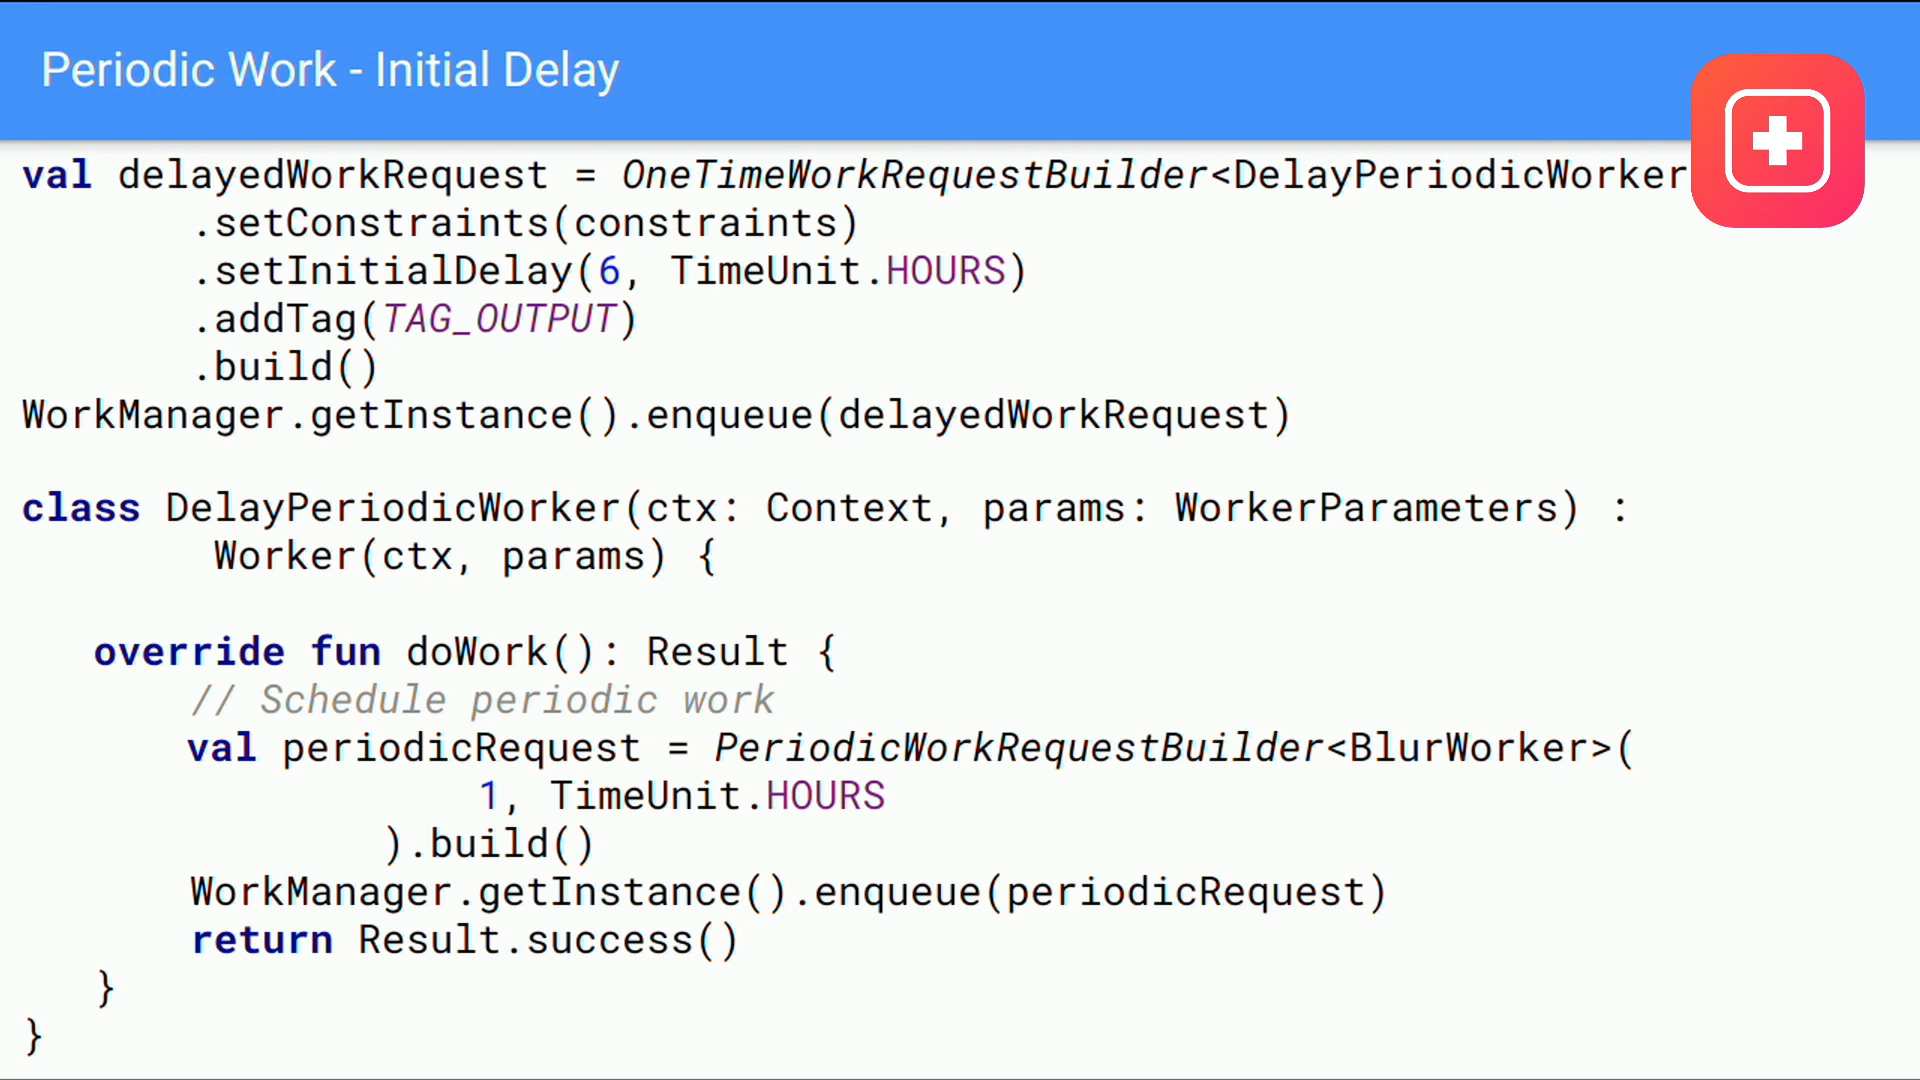 Periodic Work - Initial Delay
val delayedWorkRequest = OneTimeWorkRequestBuilder<DelayPeriodicWorker
.setConstraints(constraints)
.setInitialDelay(6, TimeUnit.HOURS)
.addTag(TAG_OUTPUT)
.build()
WorkManager.getInstance().enqueue(delayedWorkRequest)
class DelayPeriodicWorker(ctx: Context, params: WorkerParameters) :
Worker(ctx, params) {
override fun doWork(): Result {
// Schedule periodic work
val periodicRequest = PeriodicWorkRequestBuilder<BlurWorker>(
1, TimeUnit.HOURS
).build()
WorkManager.getInstance().enqueue(periodicRequest)
return Result.success()
}
}